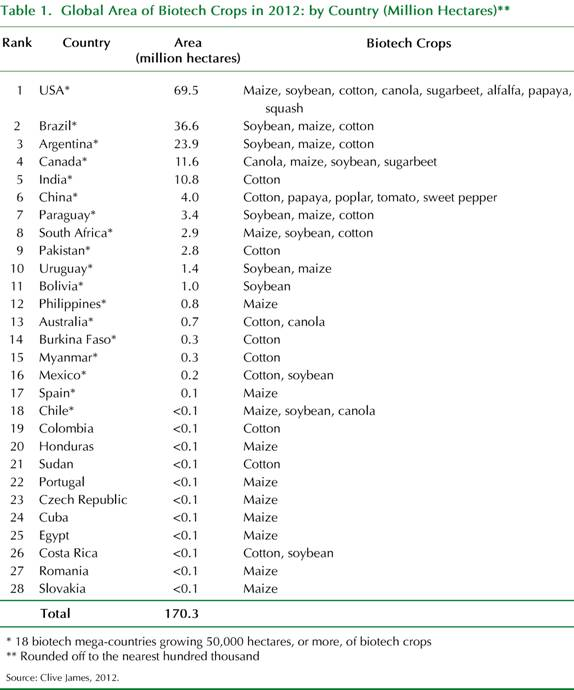 Table 1. Global Area of Biotech Crops in 2012: by Country (Million Hectares)**
Rank Country Area Biotech Crops
(million hectares)
1 USA* 69.5 Maize, soybean, cotton, canola, sugarbeet, alfalfa, papaya,
squash
2 Brazil* 36.6 Soybean, maize, cotton
3 Argentina* 23.9 Soybean, maize, cotton
4 Canada* 11.6 Canola, maize, soybean, sugarbeet
5 India* 10.8 Cotton
6 China* 4.0 Cotton, papaya, poplar, tomato, sweet pepper
7 Paraguay* 3.4 Soybean, maize, cotton
8 South Africa* 2.9 Maize, soybean, cotton
9 Pakistan* 2.8 Cotton
10 Uruguay* 1.4 Soybean, maize
11 Bolivia* 1.0 Soybean
12 Philippines* 0.8 Maize
13 Australia* 0.7 Cotton, canola
14 Burkina Faso* 0.3 Cotton
15 Myanmar* 0.3 Cotton
16 Mexico* 0.2 Cotton, soybean
17 Spain* 0.1 Maize
18 Chile* <0.1 Maize, soybean, canola
19 Colombia <0.1 Cotton
20 Honduras <0.1 Maize
21 Sudan <0.1 Cotton
22 Portugal <0.1 Maize
23 Czech Republic <0.1 Maize
24 Cuba <0.1 Maize
25 Egypt <0.1 Maize
26 Costa Rica <0.1 Cotton, soybean
27 Romania <0.1 Maize
28 Slovakia <0.1 Maize
Total 170.3
* 18 biotech mega-countries growing 50,000 hectares, or more, of biotech crops
** Rounded off to the nearest hundred thousand
Source: Clive James, 2012.